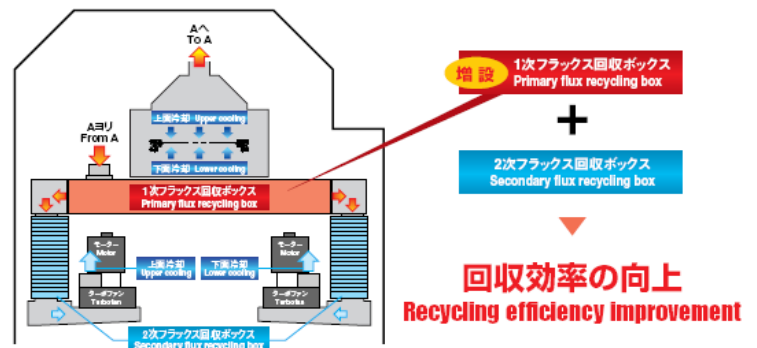 Aへ
To A
Aヨリ
From A
上面冷却 Upper cooling
下面冷却 Lower cooling
1次フラックス回収ボックス
Primary flux recycling box
モーター
Motor
上面冷却
Upper cooling
下面冷却
Lower cooling
モーター
Motor
ターボファン
Turbofan
ターボファン
2次フラックス回収ボックス
Secondary flux recycling box
増設
1次フラックス回収ボックス
Primary flux recycling box
+
2次フラックス回収ボックス
Secondary flux recycling box
回収効率の向上
Recycling efficiency improvement